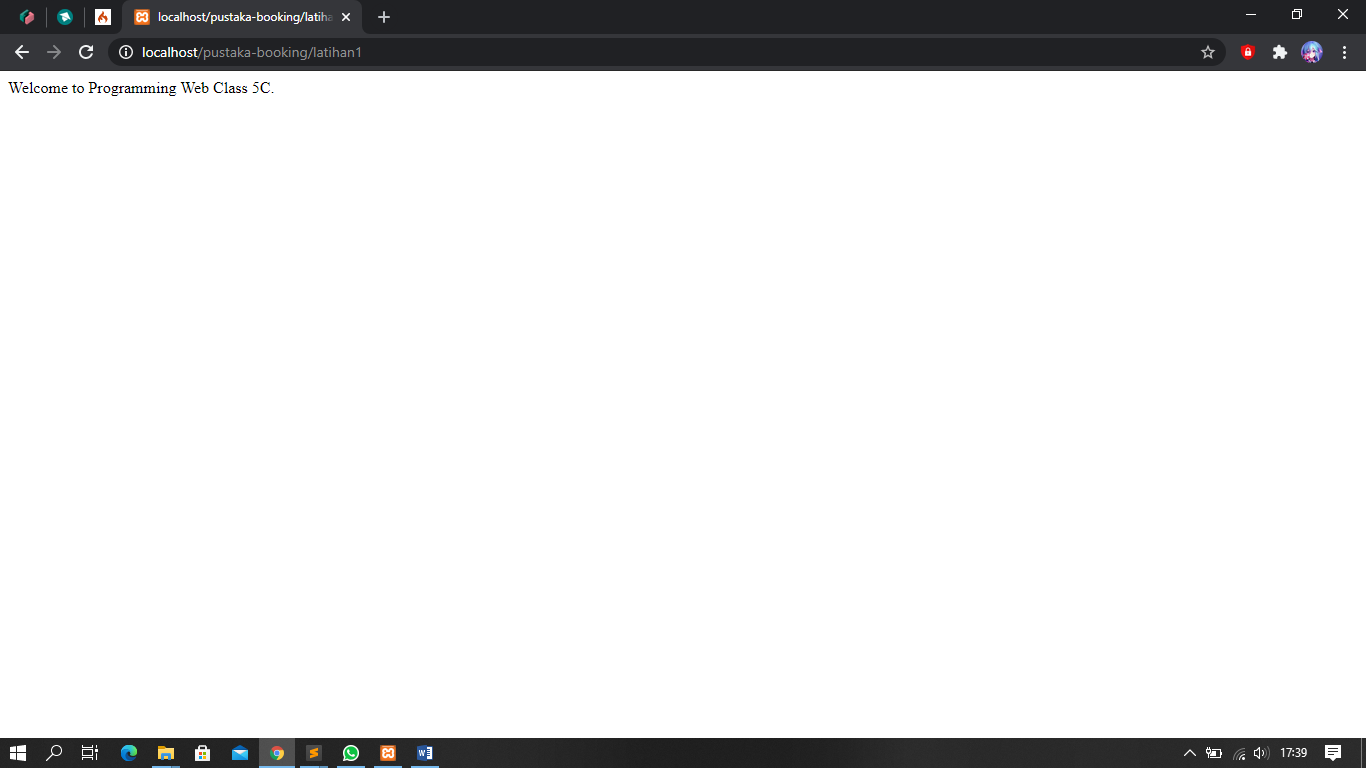 localhost/pustaka-booking/latiha
localhost/pustaka-booking/latihan1
Welcome to Programming Web Class 5C.
17:39